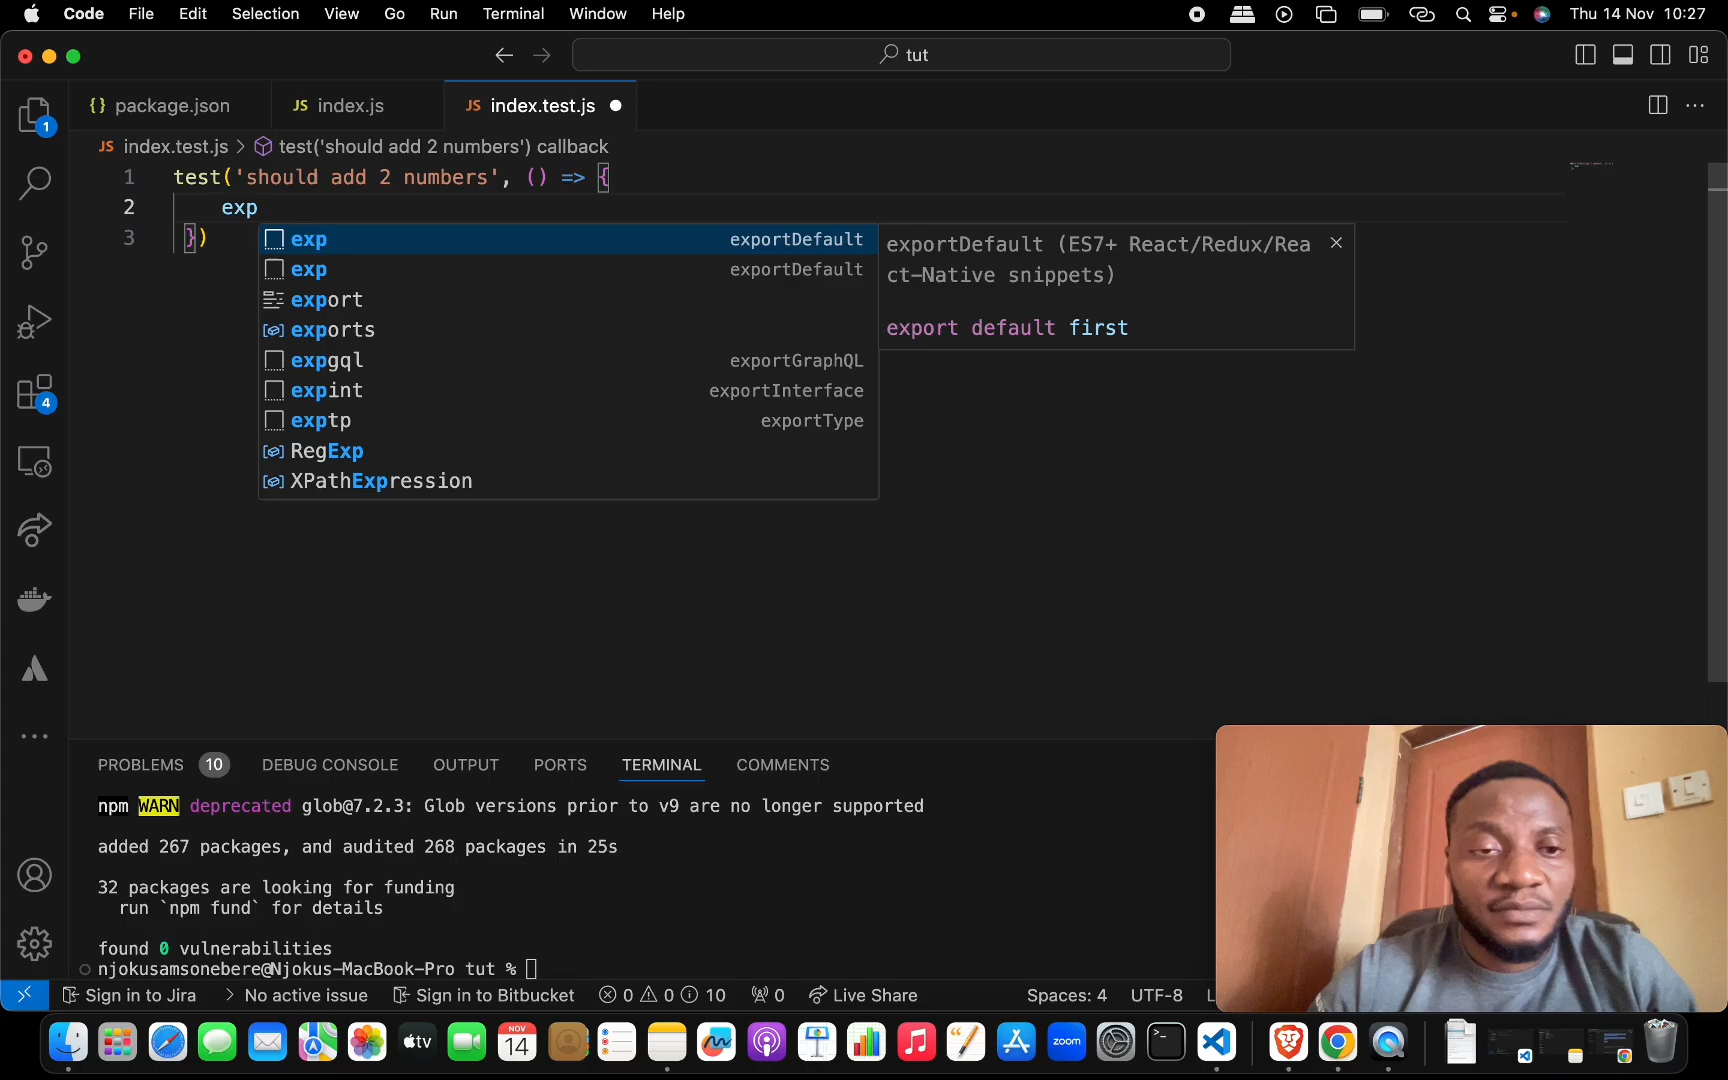 Code File Edit Selection View Go Run Terminal Window Help Thu 14 Nov 10:27
tut
{} package.json JS index.js JS index.test.js
JS index.test.js > test('should add 2 numbers') callback
1 test('should add 2 numbers', () => {
2 exp
3 })
exp exportDefault
exp exportDefault
export
exports
expgql exportGraphQL
expint exportInterface
exptp exportType
RegExp
XPathExpression
exportDefault (ES7+ React/Redux/Rea
ct-Native snippets)
export default first
1
4
PROBLEMS 10 DEBUG CONSOLE OUTPUT PORTS TERMINAL COMMENTS
npm WARN deprecated glob@7.2.3: Glob versions prior to v9 are no longer supported
added 267 packages, and audited 268 packages in 25s
32 packages are looking for funding
run `npm fund` for details
found 0 vulnerabilities
njokusamsonebere@Njokus-MacBook-Pro tut %
Sign in to Jira No active issue Sign in to Bitbucket 0 0 10 0 Live Share Spaces: 4 UTF-8 L
NOV
14
tv
zoom